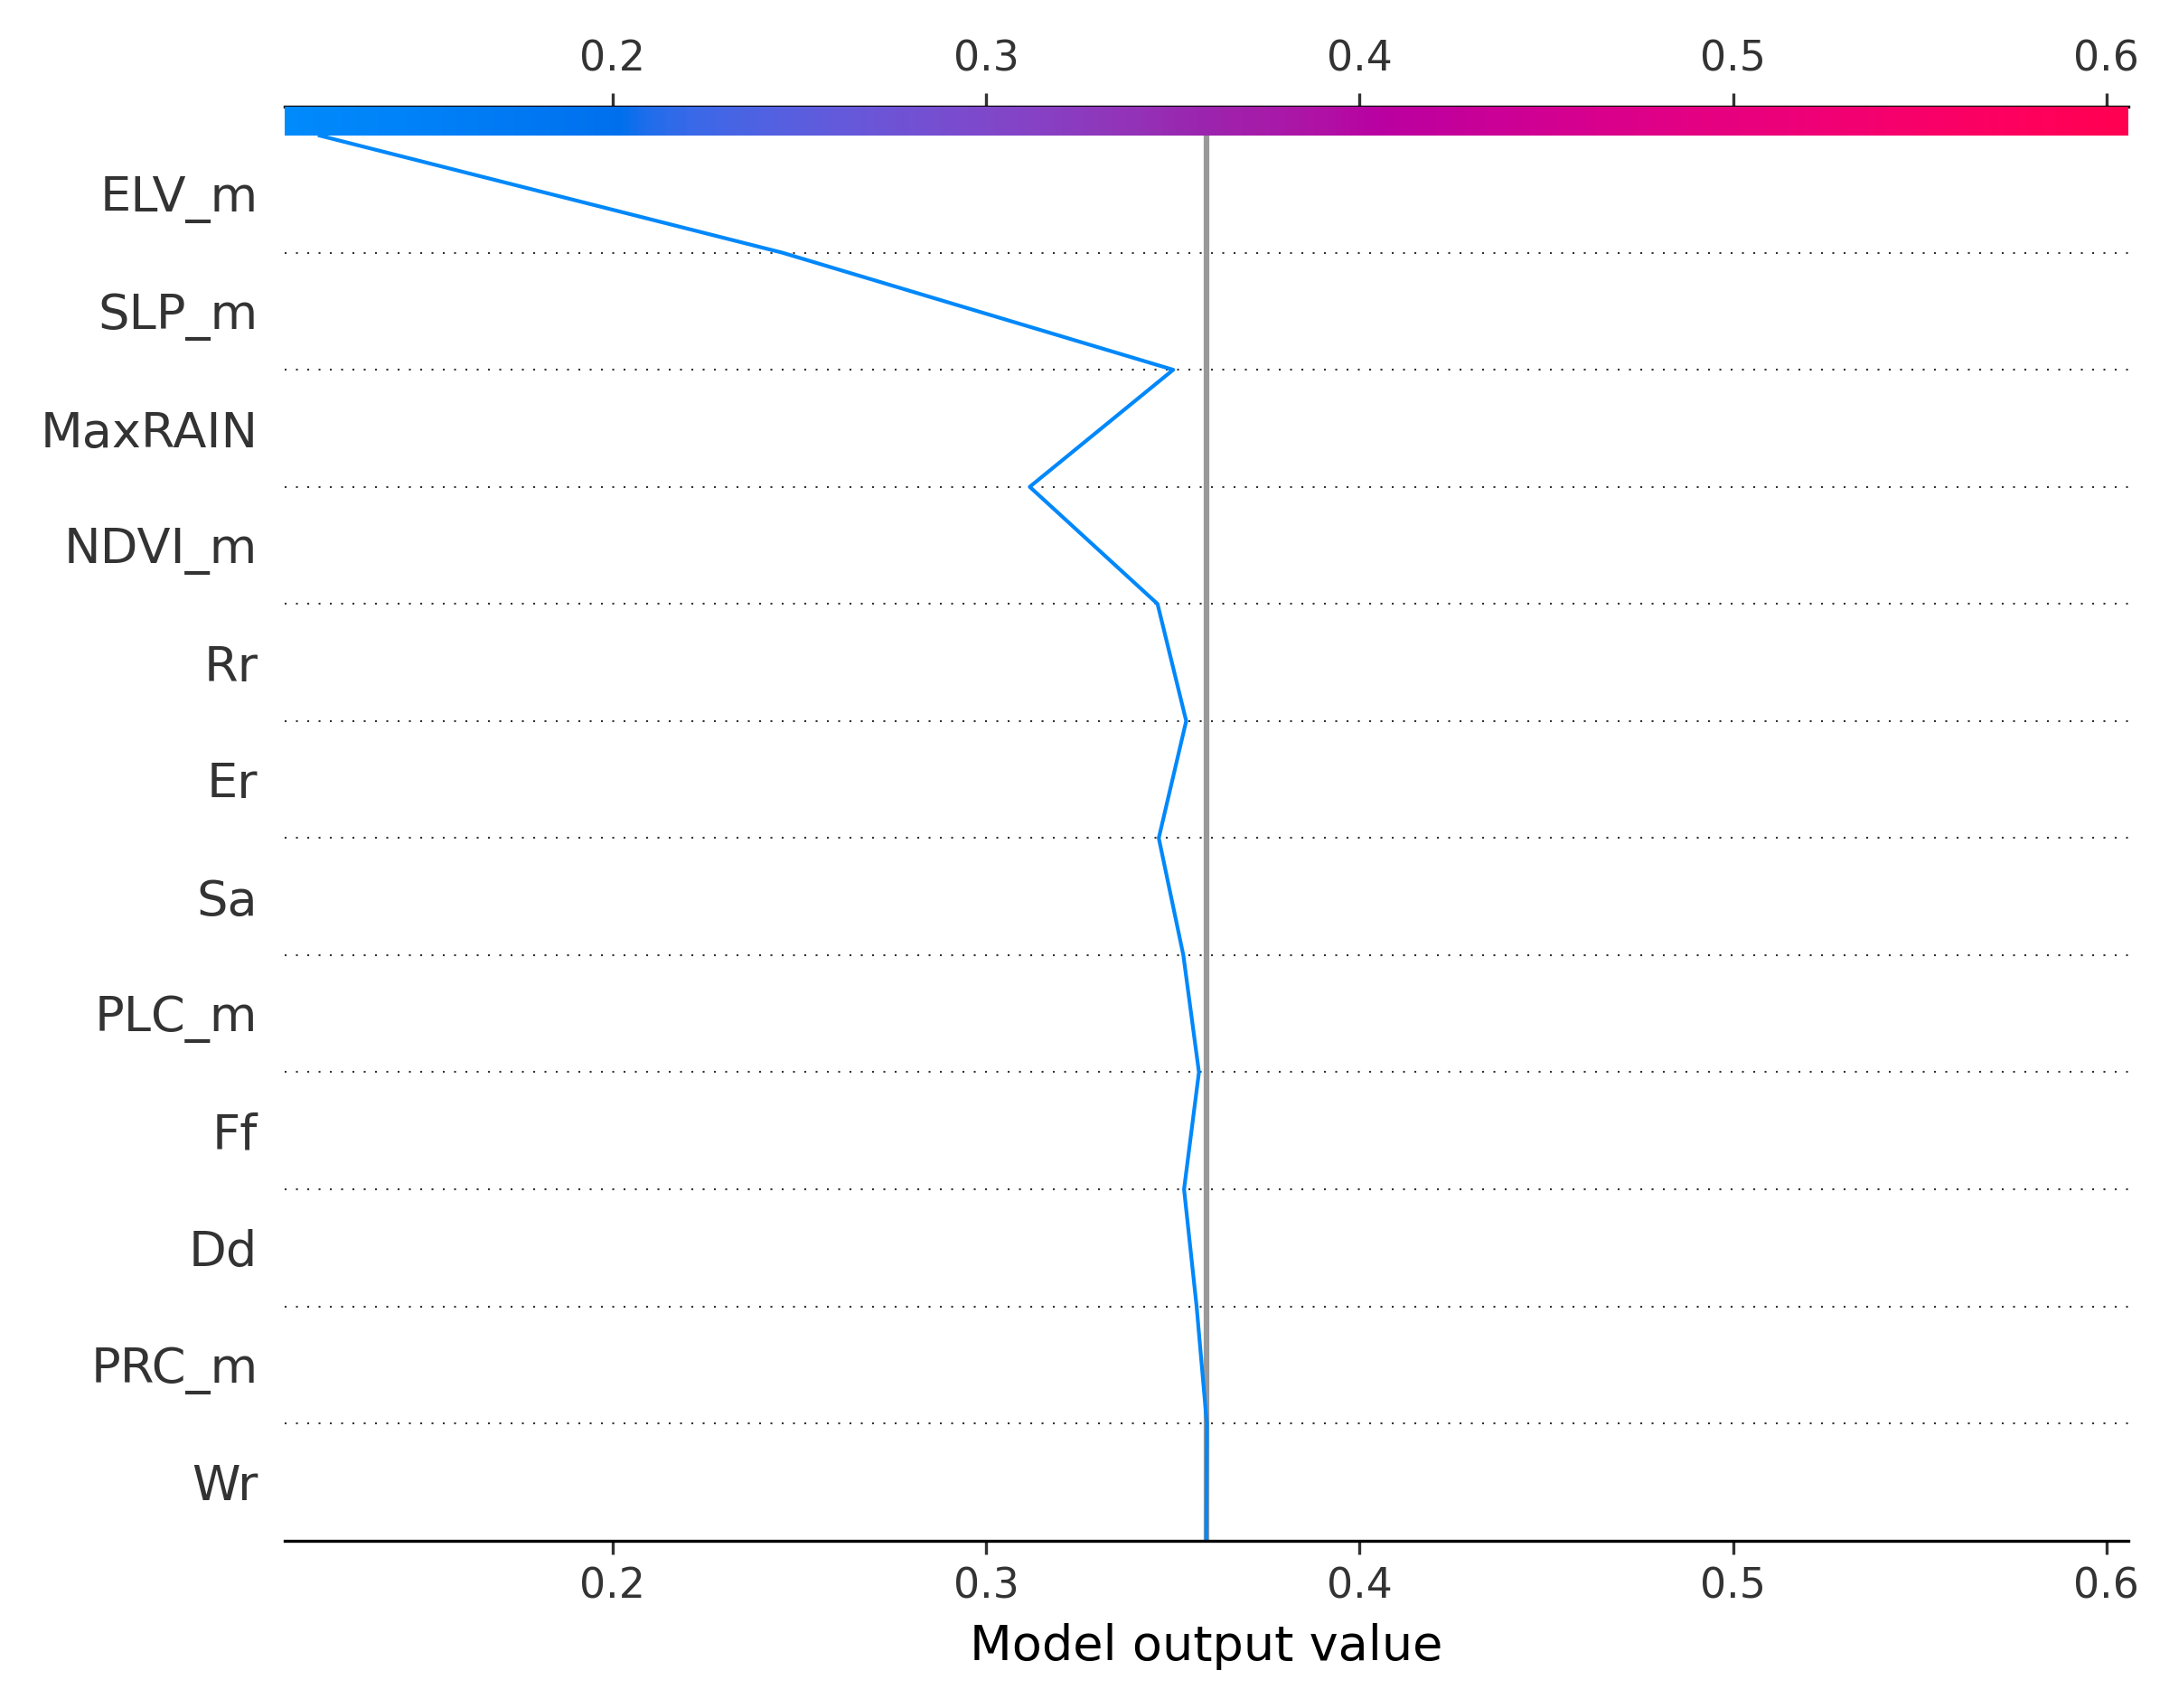 0.2 0.3 0.4 0.5 0.6
ELV_m
SLP_m
MaxRAIN
NDVI_m
Rr
Er
Sa
PLC_m
Ff
Dd
PRC_m
Wr
0.2 0.3 0.4 0.5 0.6
Model output value